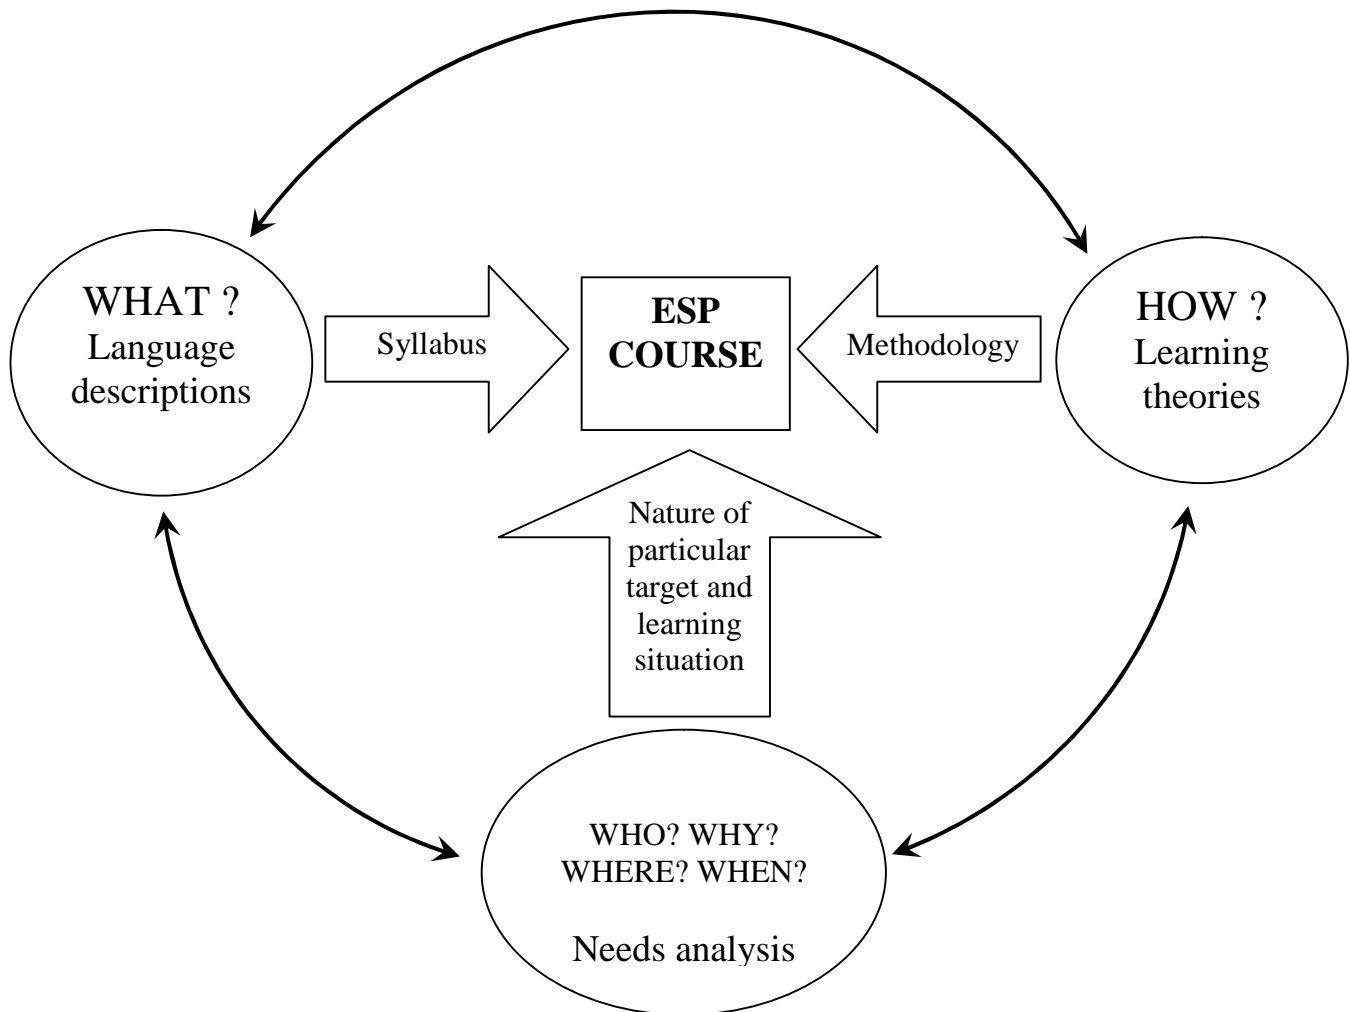 WHAT ?
Language
descriptions
Syllabus
ESP
COURSE
Methodology
HOW ?
Learning
theories
Nature of
particular
target and
learning
situation
WHO? WHY?
WHERE? WHEN?
Needs analysis